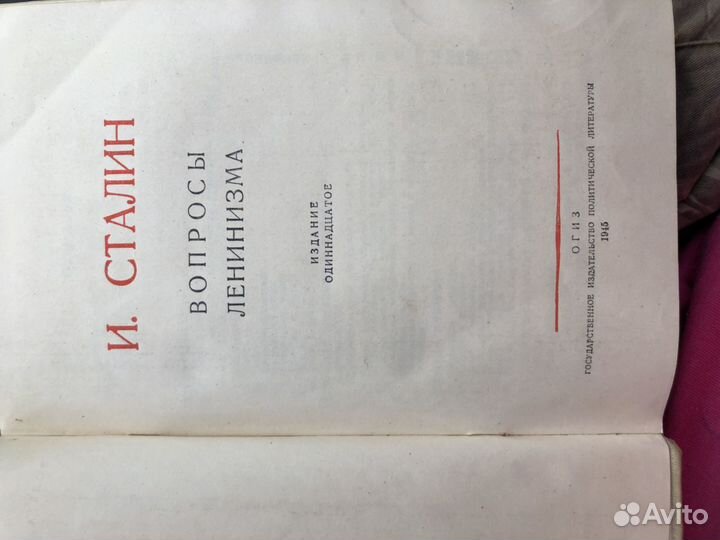 И. СТАЛИН
ВОПРОСЫ
ЛЕНИНИЗМА
ИЗДАНИЕ
ОДИННАДЦАТОЕ
ОГИЗ
ГОСУДАРСТВЕННОЕ ИЗДАТЕЛЬСТВО ПОЛИТИЧЕСКОЙ ЛИТЕРАТУРЫ
1945
Avito